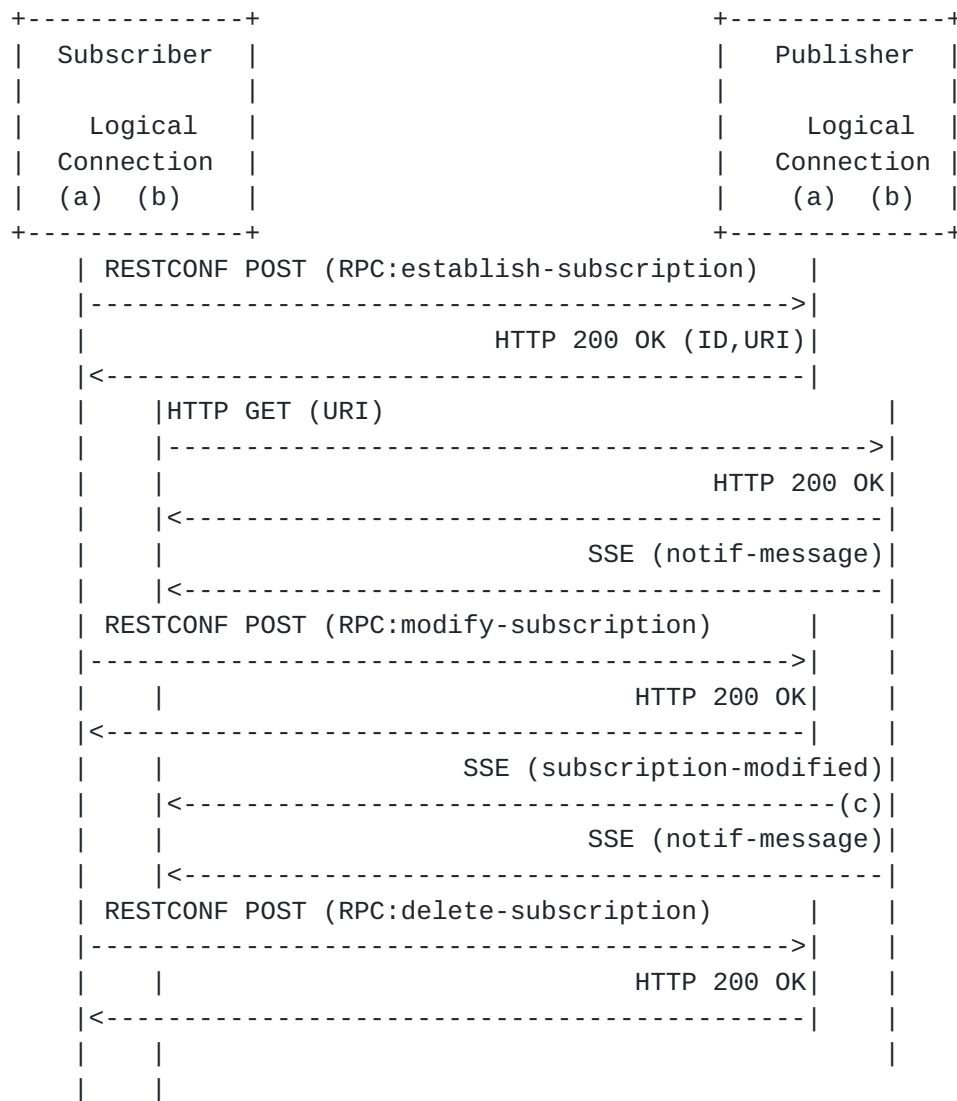 +--------------+                             +--------------+
|  Subscriber  |                             |   Publisher  |
|              |                             |              |
|    Logical   |                             |     Logical  |
|  Connection  |                             |   Connection |
|  (a)  (b)    |                             |    (a)  (b)  |
+--------------+                             +--------------+
    | RESTCONF POST (RPC:establish-subscription)   |
    |--------------------------------------------->|
    |                          HTTP 200 OK (ID,URI)|
    |<---------------------------------------------|
    |    |HTTP GET (URI)                                |
    |    |--------------------------------------------->|
    |    |                                   HTTP 200 OK|
    |    |<---------------------------------------------|
    |    |                           SSE (notif-message)|
    |    |<---------------------------------------------|
    | RESTCONF POST (RPC:modify-subscription)      |    |
    |--------------------------------------------->|    |
    |    |                              HTTP 200 OK|    |
    |<---------------------------------------------|    |
    |    |                   SSE (subscription-modified)|
    |    |<------------------------------------------(c)|
    |    |                           SSE (notif-message)|
    |    |<---------------------------------------------|
    | RESTCONF POST (RPC:delete-subscription)      |    |
    |--------------------------------------------->|    |
    |    |                              HTTP 200 OK|    |
    |<---------------------------------------------|    |
    |    |                                              |
    |    |